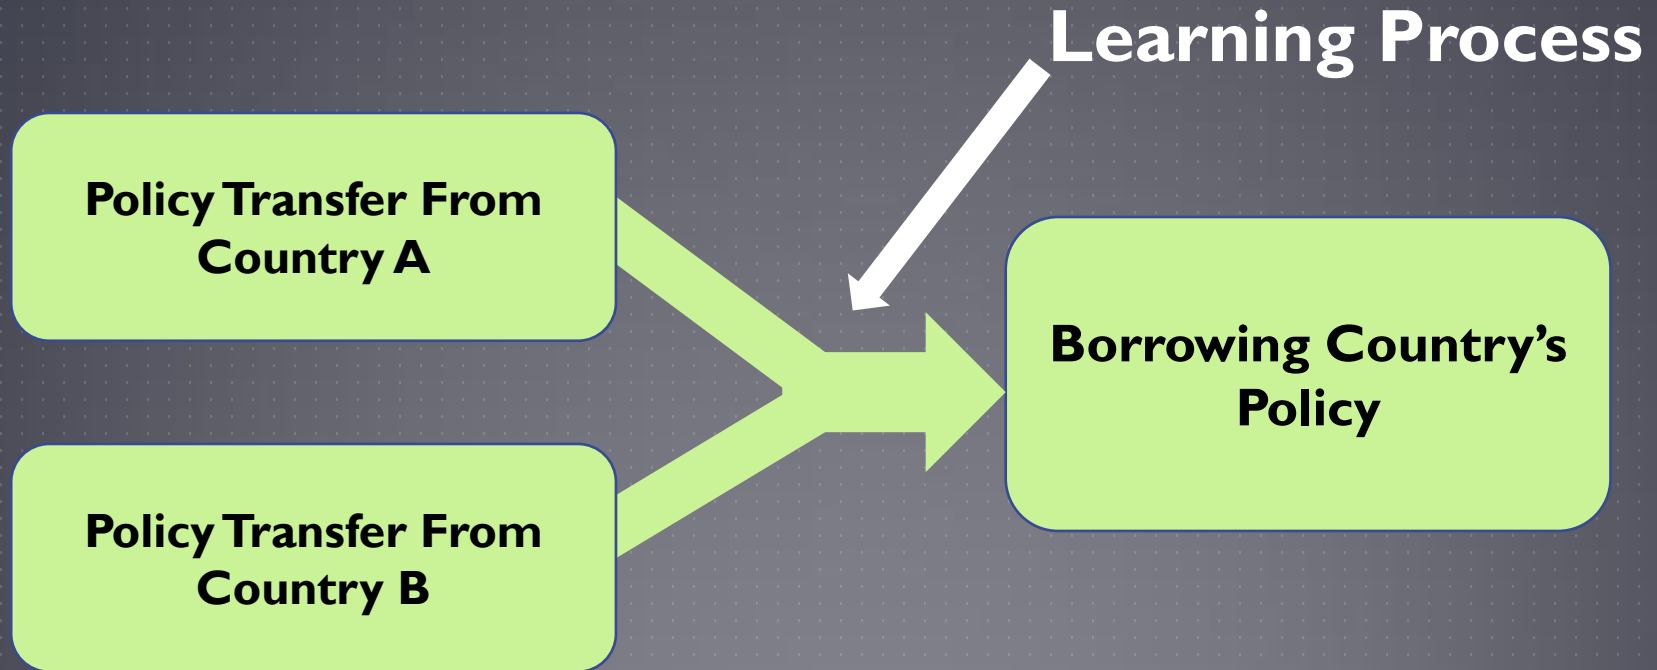 Learning Process
Policy Transfer From
Country A
Policy Transfer From
Country B
Borrowing Country’s
Policy